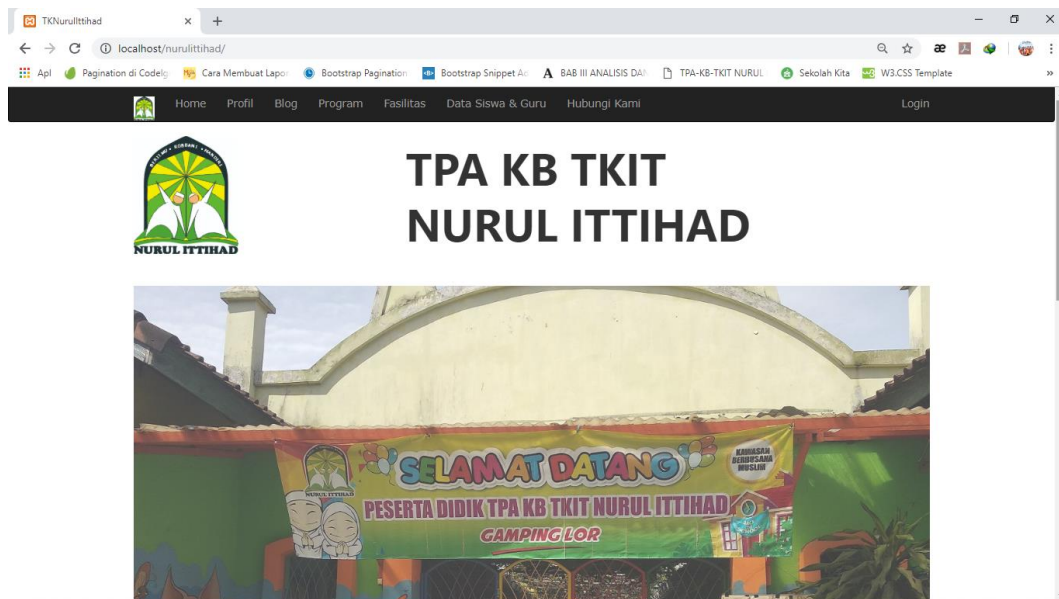 TKNurulIttihad
localhost/nurulittihad/
Apl
Pagination di CodeIg
Cara Membuat Lapor
Bootstrap Pagination
Bootstrap Snippet Ac
BAB III ANALISIS DAN
TPA-KB-TKIT NURUL
Sekolah Kita
W3.CSS Template
Home Profil Blog Program Fasilitas Data Siswa & Guru Hubungi Kami Login
NURUL ITTIHAD
TPA KB TKIT
NURUL ITTIHAD
SELAMAT DATANG
KAWASAN
BERBUSANA
MUSLIM
NURUL ITTIHAD
PESERTA DIDIK TPA KB TKIT NURUL ITTIHAD
GAMPING LOR